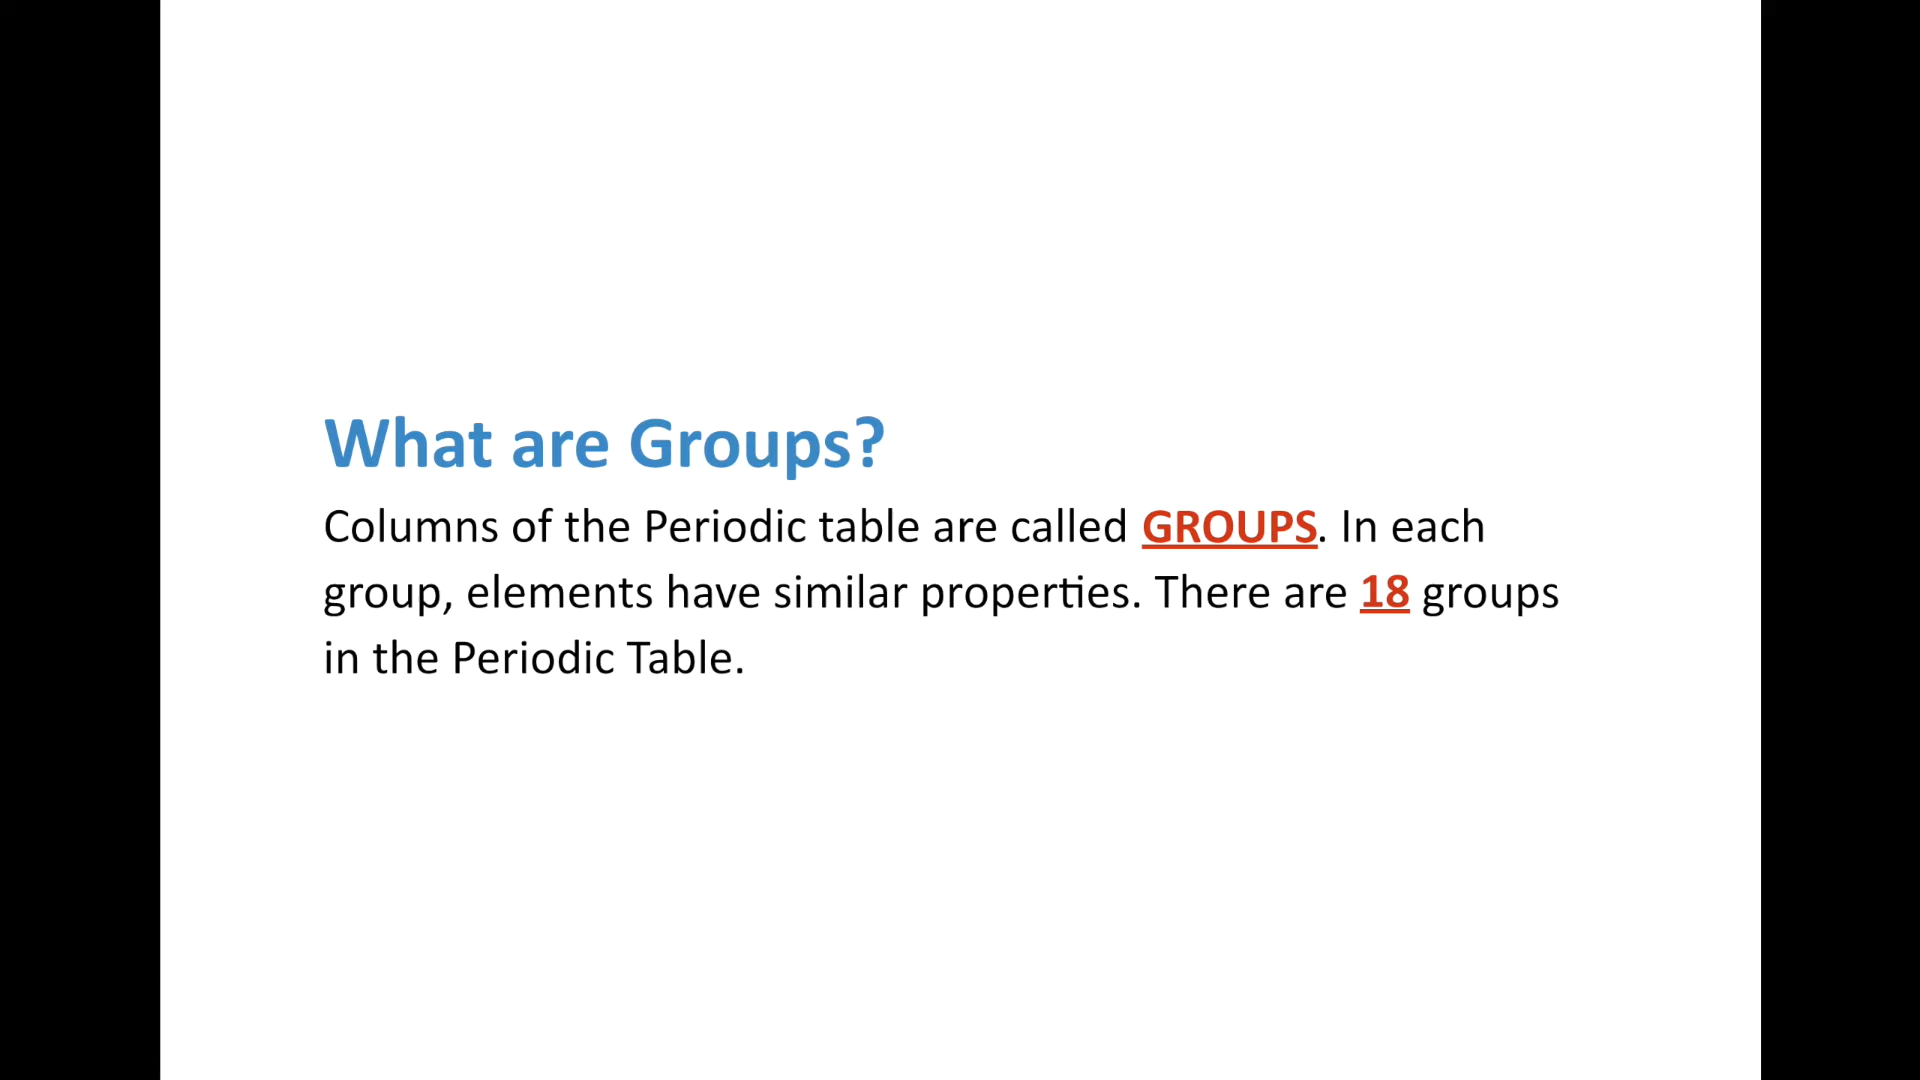 What are Groups?
Columns of the Periodic table are called GROUPS. In each
group, elements have similar properties. There are 18 groups
in the Periodic Table.